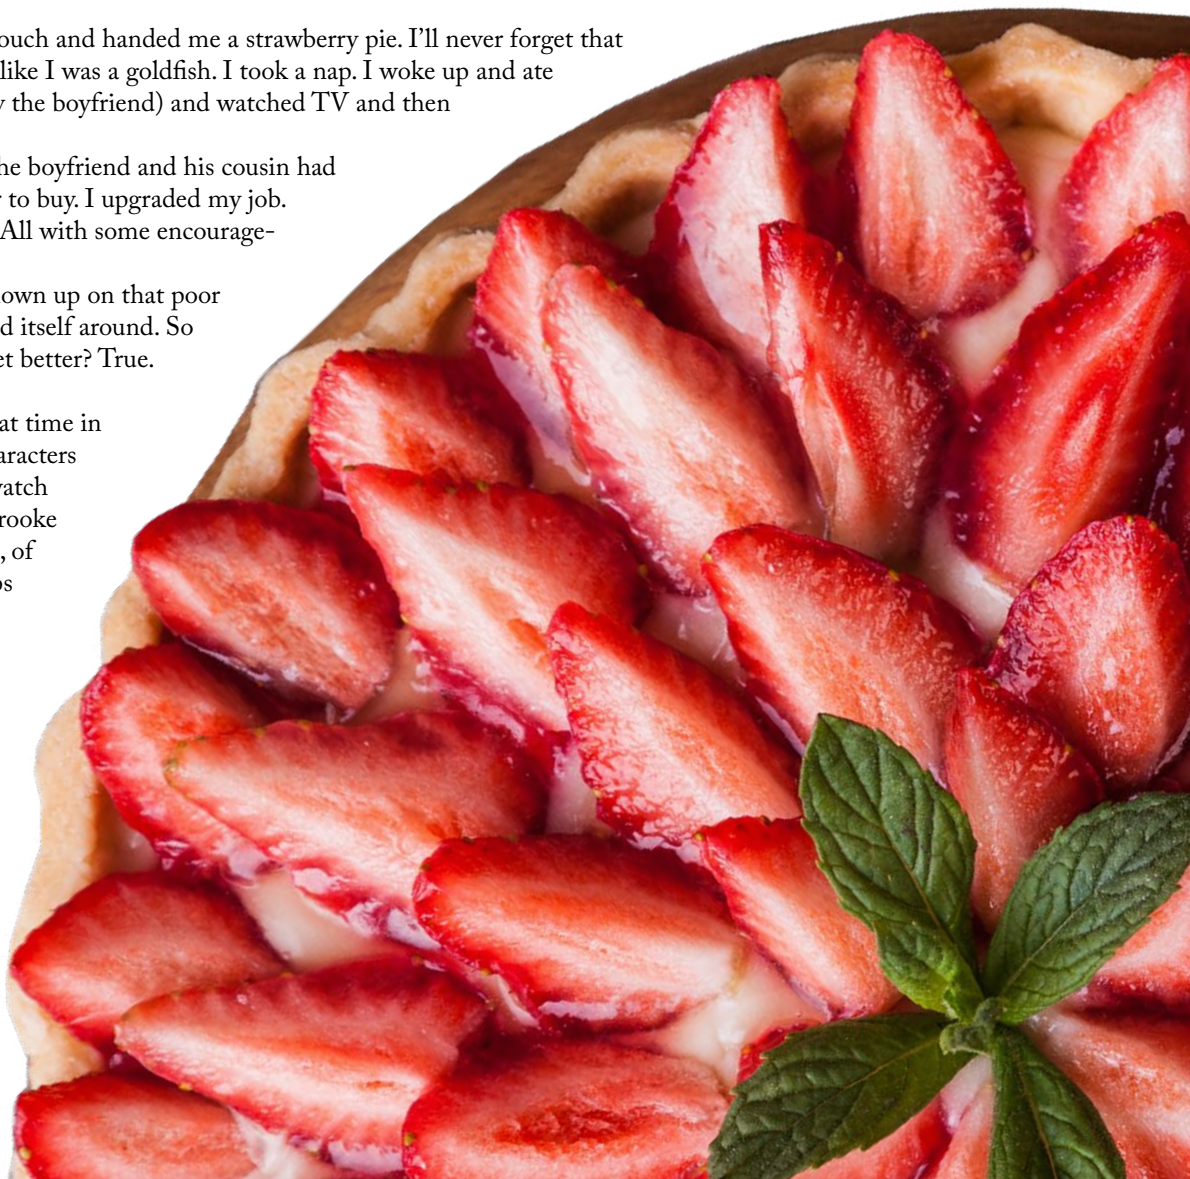 ouch and handed me a strawberry pie. I’ll never forget that
like I was a goldfish. I took a nap. I woke up and ate
the boyfriend) and watched TV and then
he boyfriend and his cousin had
to buy. I upgraded my job.
All with some encourage-
own up on that poor
d itself around. So
et better? True.
at time in
aracters
atch
rooke
, of
os